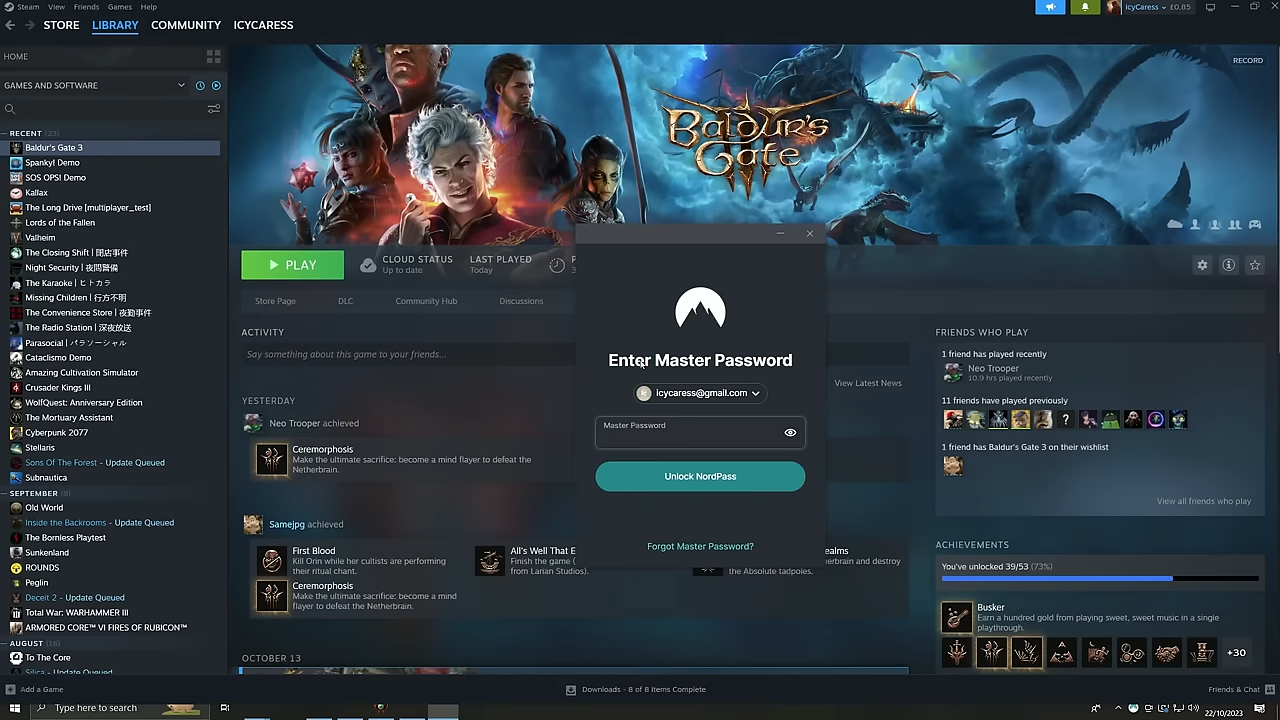 Steam View Friends Games Help
IcyCaress £0.85
STORE LIBRARY COMMUNITY ICYCARESS
HOME
RECORD
GAMES AND SOFTWARE
RECENT (23)
Baldur's Gate 3
Spanky! Demo
SOS OPS! Demo
Kallax
The Long Drive [multiplayer_test]
Lords of the Fallen
Valheim
The Closing Shift | 閉店事件
Night Security | 夜間警備
The Karaoke | ヒトカラ
Missing Children | 行方不明
The Convenience Store | 夜勤事件
The Radio Station | 深夜放送
Parasocial | パラソーシャル
Cataclismo Demo
Amazing Cultivation Simulator
Crusader Kings III
WolfQuest: Anniversary Edition
The Mortuary Assistant
Cyberpunk 2077
Stellaris
Sons Of The Forest - Update Queued
Subnautica
SEPTEMBER (9)
Old World
Inside the Backrooms - Update Queued
The Bornless Playtest
Sunkenland
ROUNDS
Peglin
Deceit 2 - Update Queued
Total War: WARHAMMER III
ARMORED CORE™ VI FIRES OF RUBICON™
AUGUST (16)
To The Core
Silica - Update Queued
Baldur's
Gate
III
PLAY
CLOUD STATUS
Up to date
LAST PLAYED
Today
Store Page DLC Community Hub Discussions
ACTIVITY
Say something about this game to your friends...
View Latest News
YESTERDAY
Neo Trooper achieved
Ceremorphosis
Make the ultimate sacrifice: become a mind flayer to defeat the
Netherbrain.
Samejpg achieved
First Blood
Kill Orin while her cultists are performing
their ritual chant.
All's Well That E
Finish the game (
from Larian Studios).
ealms
erbrain and destroy
the Absolute tadpoles.
Ceremorphosis
Make the ultimate sacrifice: become a mind
flayer to defeat the Netherbrain.
OCTOBER 13
Enter Master Password
icycaress@gmail.com
Master Password
Unlock NordPass
Forgot Master Password?
FRIENDS WHO PLAY
1 friend has played recently
Neo Trooper
10.9 hrs played recently
11 friends have played previously
?
1 friend has Baldur's Gate 3 on their wishlist
View all friends who play
ACHIEVEMENTS
You've unlocked 39/53 (73%)
Busker
Earn a hundred gold from playing sweet, sweet music in a single
playthrough.
+30
Add a Game
Downloads - 8 of 8 Items Complete
Friends & Chat
Type here to search
22/10/2023